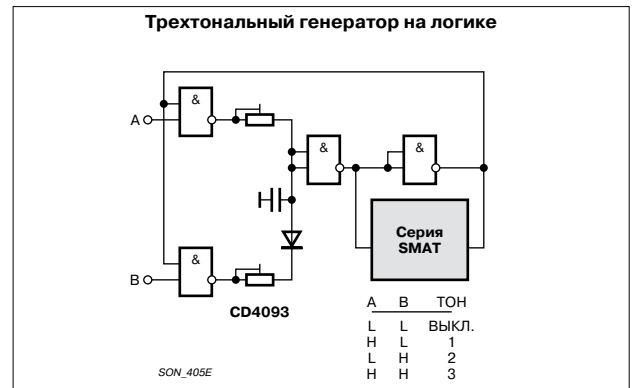 Трехтональный генератор на логике
&
A
&
&
Серия
SMAT
&
B
CD4093
A B ТОН
L L ВЫКЛ.
H L 1
L H 2
H H 3
SON_405E